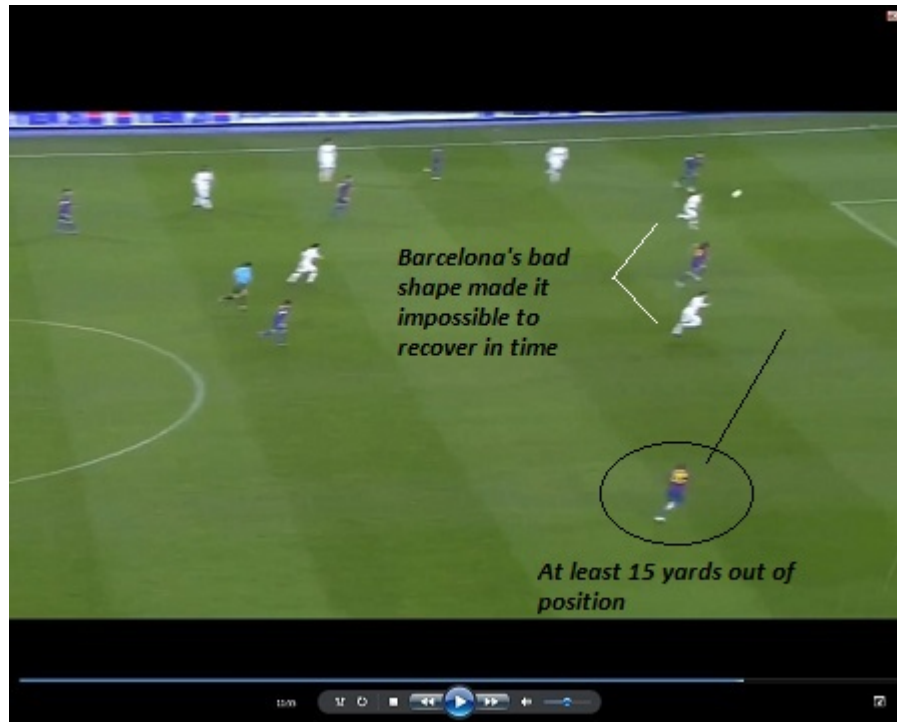 Barcelona's bad
shape made it
impossible to
recover in time
At least 15 yards out of
position